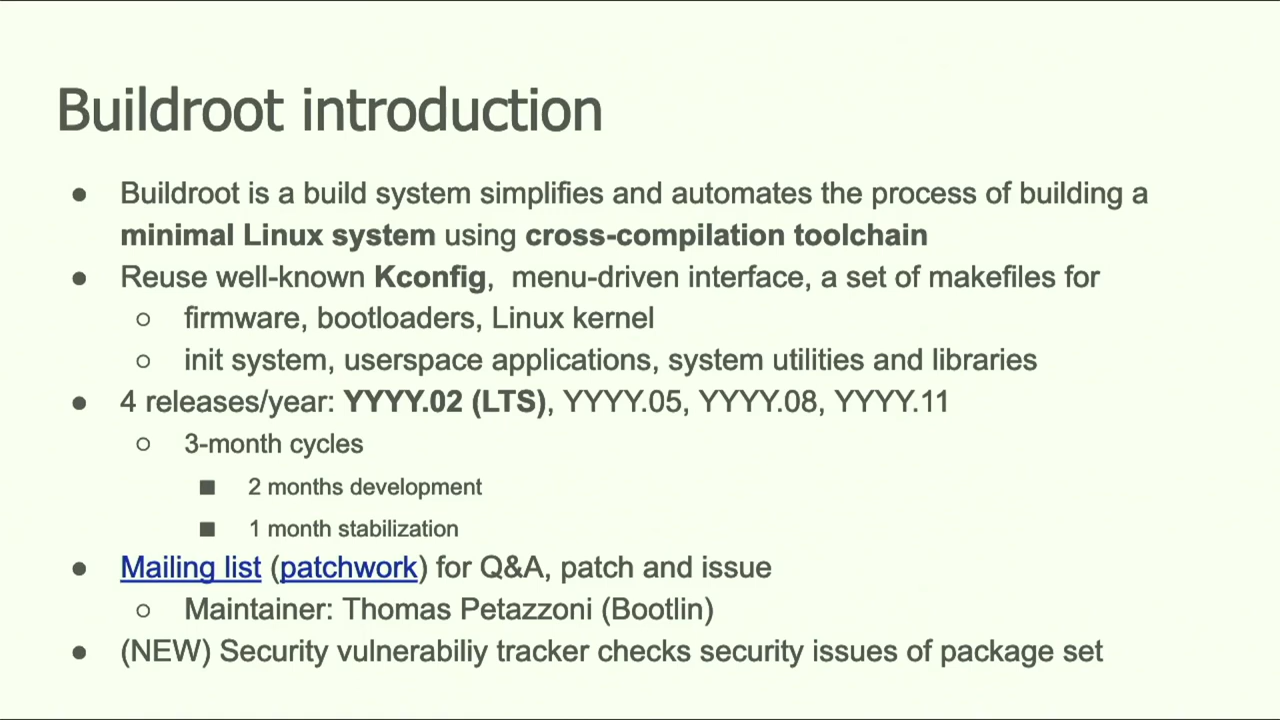 Buildroot introduction
● Buildroot is a build system simplifies and automates the process of building a
minimal Linux system using cross-compilation toolchain
● Reuse well-known Kconfig, menu-driven interface, a set of makefiles for
○ firmware, bootloaders, Linux kernel
○ init system, userspace applications, system utilities and libraries
● 4 releases/year: YYYY.02 (LTS), YYYY.05, YYYY.08, YYYY.11
○ 3-month cycles
■ 2 months development
■ 1 month stabilization
● Mailing list (patchwork) for Q&A, patch and issue
○ Maintainer: Thomas Petazzoni (Bootlin)
● (NEW) Security vulnerabiliy tracker checks security issues of package set